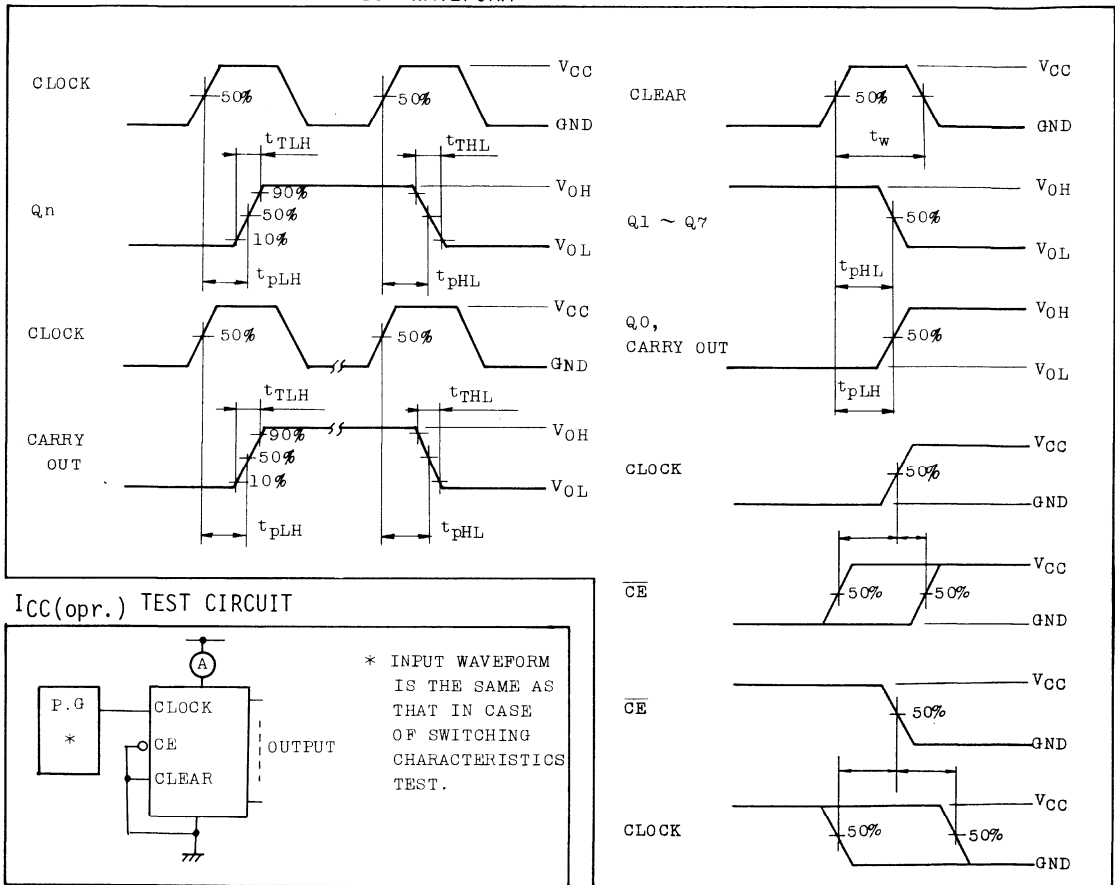 CLOCK
50%
50%
VCC
GND
tTLH
tTHL
Qn
90%
50%
10%
VOH
VOL
tpLH
tpHL
CLOCK
50%
50%
VCC
GND
tTLH
tTHL
CARRY
OUT
90%
50%
10%
VOH
VOL
tpLH
tpHL
CLEAR
50%
VCC
GND
tw
Q1 ~ Q7
50%
VOH
VOL
tpHL
Q0,
CARRY OUT
50%
VOH
VOL
tpLH
CLOCK
50%
VCC
GND
CE
50%
50%
VCC
GND
CE
50%
VCC
GND
CLOCK
50%
50%
VCC
GND
ICC(opr.) TEST CIRCUIT
A
P.G
*
CLOCK
CE
CLEAR
OUTPUT
* INPUT WAVEFORM
IS THE SAME AS
THAT IN CASE
OF SWITCHING
CHARACTERISTICS
TEST.